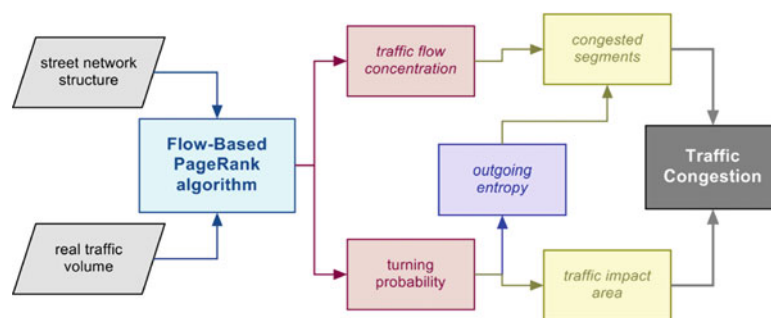 street network
structure
real traffic
volume
Flow-Based
PageRank
algorithm
traffic flow
concentration
turning
probability
outgoing
entropy
congested
segments
traffic impact
area
Traffic
Congestion